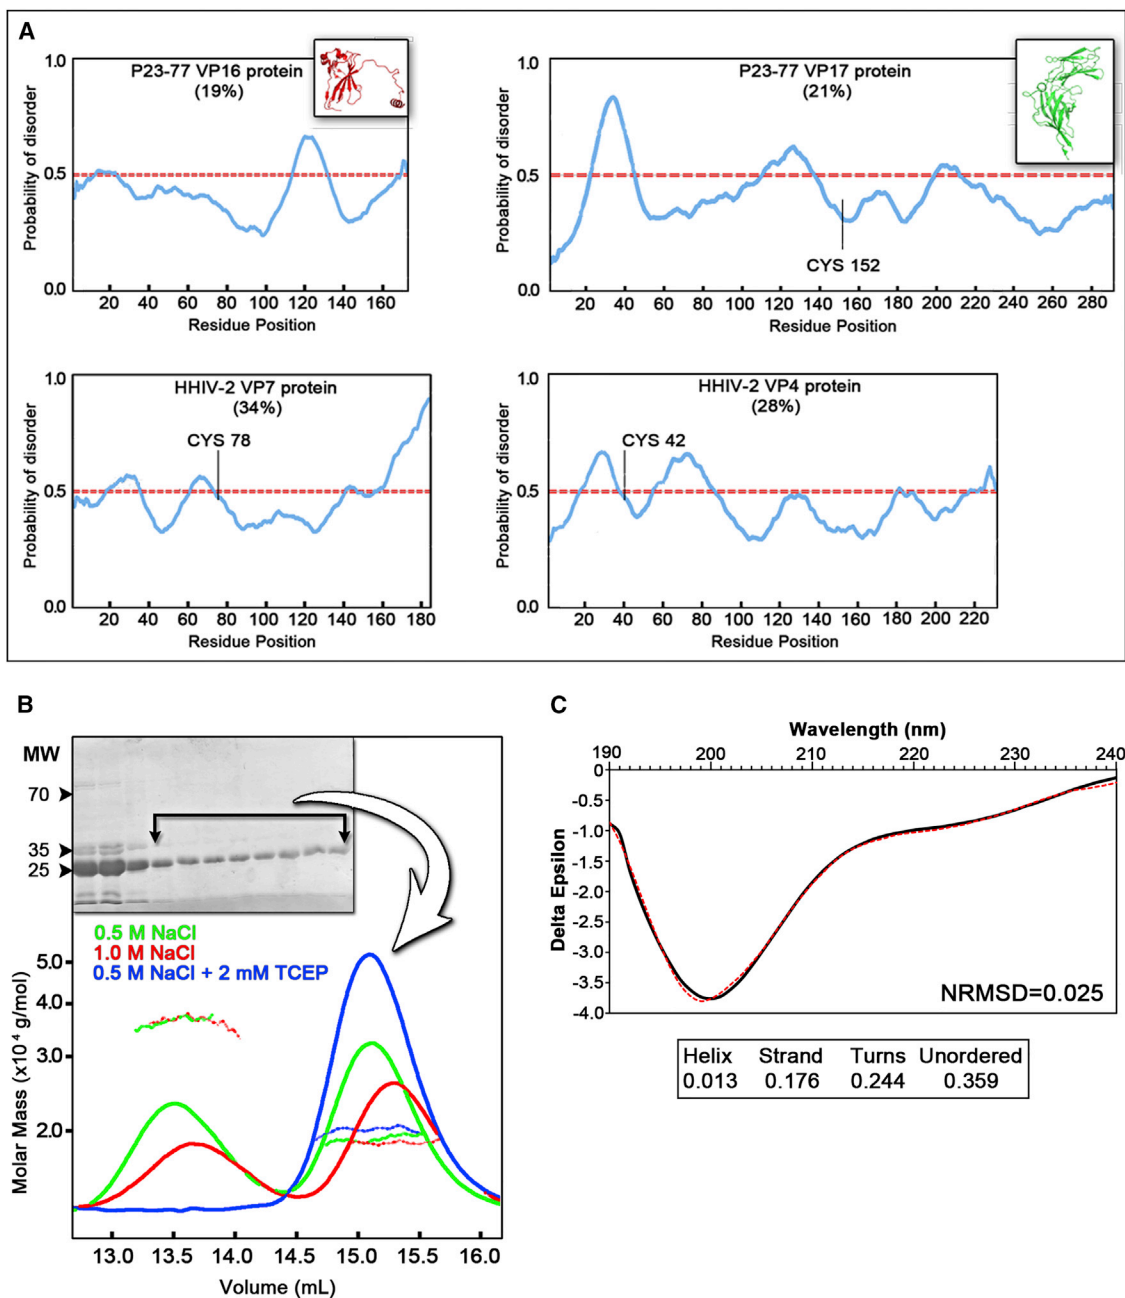 A
P23-77 VP16 protein
(19%)
1.0
0.5
0.0
Probability of disorder
20 40 60 80 100 120 140 160
Residue Position
P23-77 VP17 protein
(21%)
1.0
0.5
0.0
Probability of disorder
CYS 152
20 40 60 80 100 120 140 160 180 200 220 240 260 280
Residue Position
HHIV-2 VP7 protein
(34%)
1.0
0.5
0.0
Probability of disorder
CYS 78
20 40 60 80 100 120 140 160 180
Residue Position
HHIV-2 VP4 protein
(28%)
1.0
0.5
0.0
Probability of disorder
CYS 42
20 40 60 80 100 120 140 160 180 200 220
Residue Position
B
MW
70
35
25
0.5 M NaCl
1.0 M NaCl
0.5 M NaCl + 2 mM TCEP
5.0
4.0
3.0
2.0
Molar Mass (x10⁻⁴ g/mol)
13.0 13.5 14.0 14.5 15.0 15.5 16.0
Volume (mL)
C
Wavelength (nm)
190 200 210 220 230 240
0
-0.5
-1.0
-1.5
-2.0
-2.5
-3.0
-3.5
-4.0
Delta Epsilon
NRMSD=0.025
Helix Strand Turns Unordered
0.013 0.176 0.244 0.359